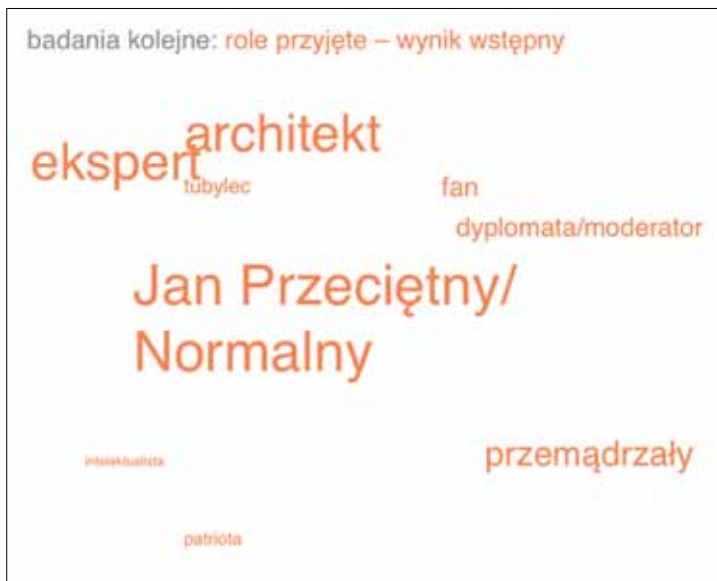 badania kolejne: role przyjęte – wynik wstępny
architekt
ekspert
tubylec
fan
dyplomata/moderator
Jan Przeciętny/
Normalny
przemądrzały
intelektualista
patriota